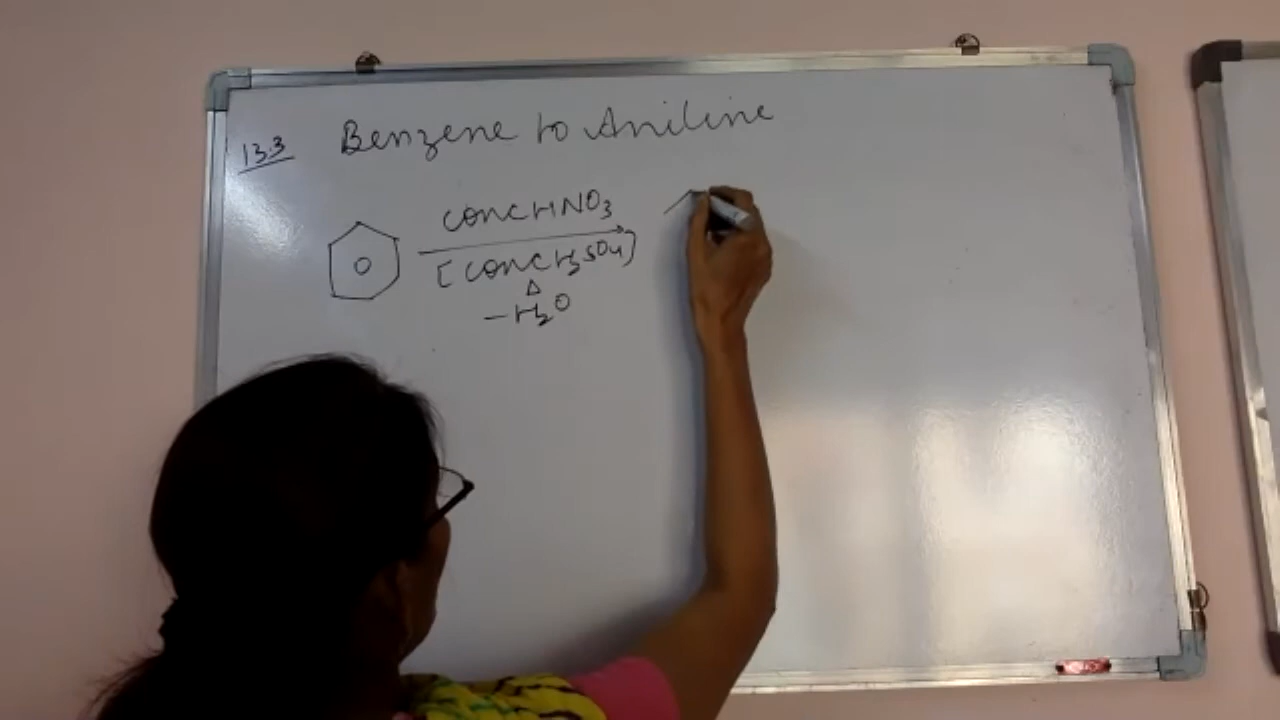 13.3 Benzene to Aniline
conc HNO3
[conc H2SO4)
Δ
-H2O